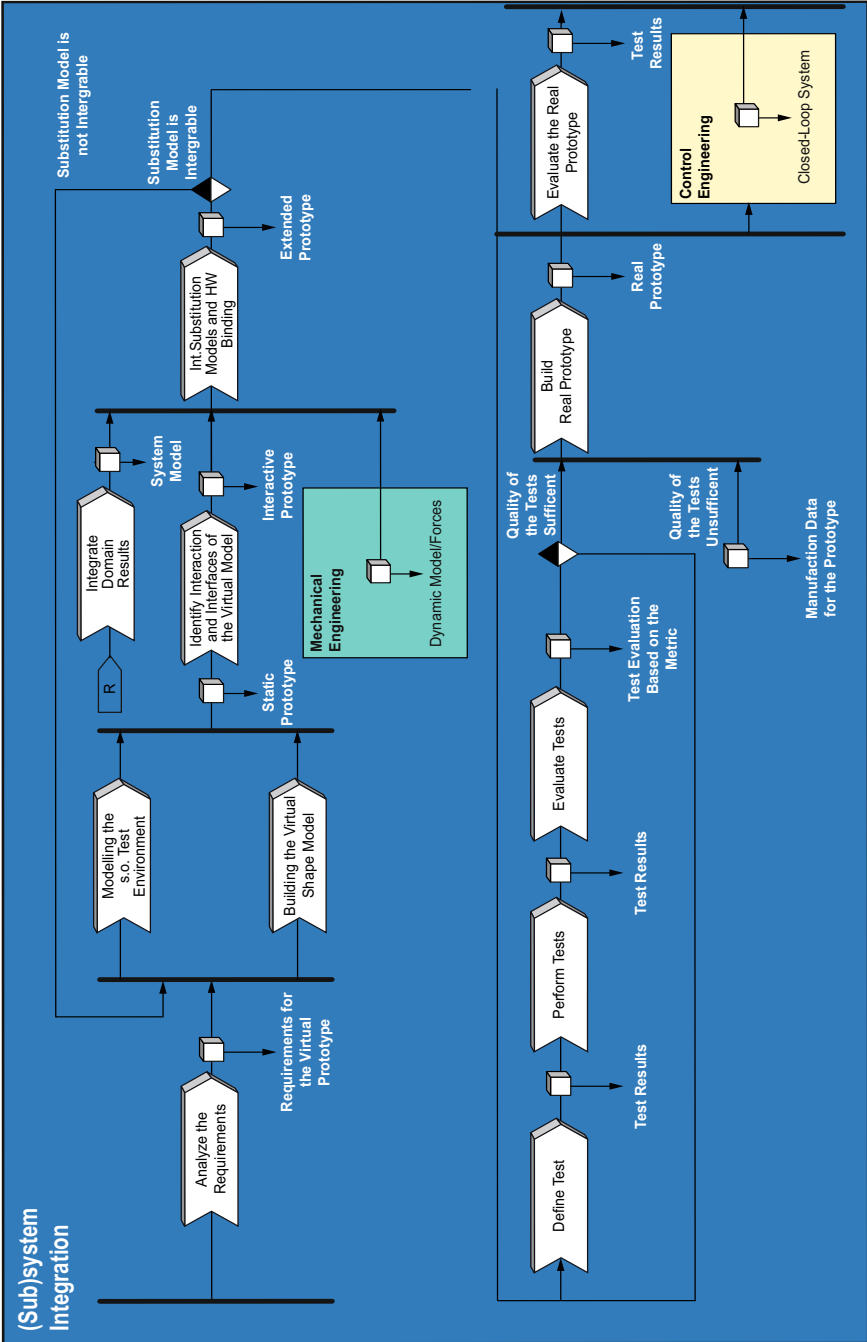 (Sub)system
Integration
Substitution Model is
not Intergrable
Analyze the
Requirements
Requirements for
the Virtual
Prototype
Modelling the
s.o. Test
Environment
Building the Virtual
Shape Model
Static
Prototype
R
Integrate
Domain
Results
System
Model
Identify Interaction
and Interfaces of
the Virtual Model
Interactive
Prototype
Mechanical
Engineering
Dynamic Model/Forces
Int.Substitution
Models and HW
Binding
Extended
Prototype
Substitution
Model is
Intergrable
Define Test
Test Results
Perform Tests
Test Results
Evaluate Tests
Test Evaluation
Based on the
Metric
Quality of
the Tests
Sufficent
Quality of
the Tests
Unsufficent
Manufaction Data
for the Prototype
Build
Real Prototype
Real
Prototype
Evaluate the Real
Prototype
Test
Results
Control
Engineering
Closed-Loop System